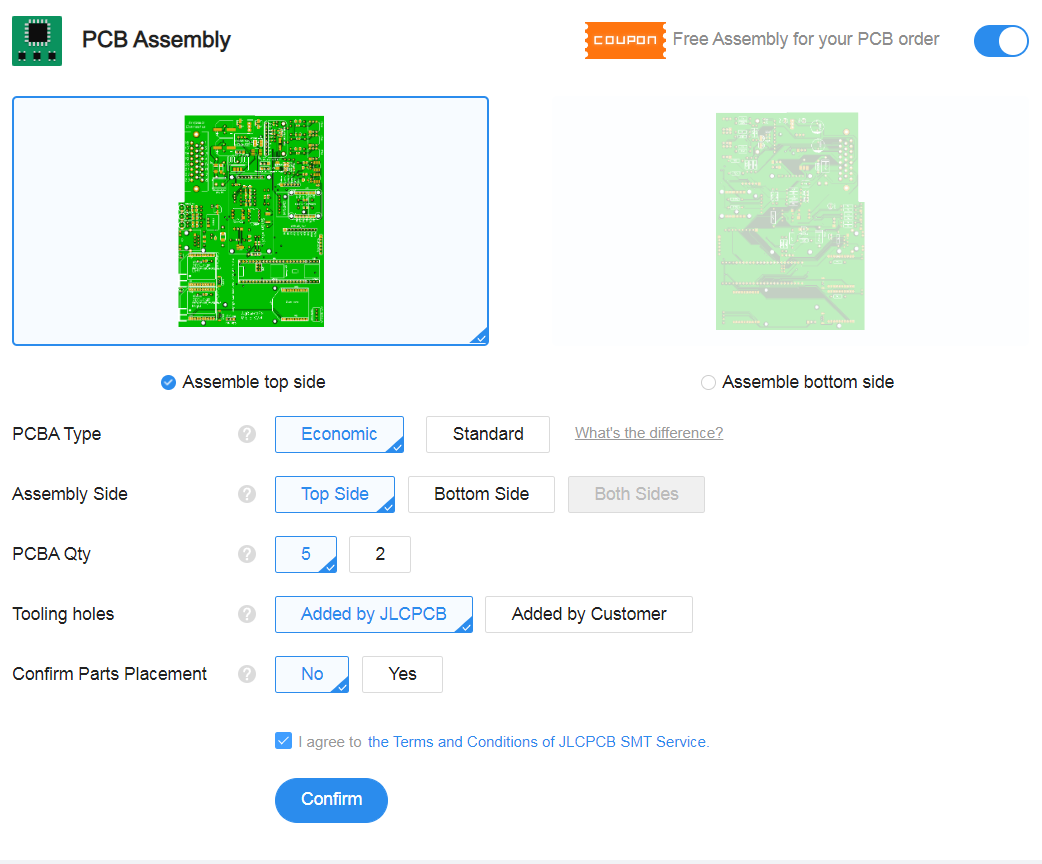 PCB Assembly
COUPON Free Assembly for your PCB order
Assemble top side
Assemble bottom side
PCBA Type ? Economic Standard What's the difference?
Assembly Side ? Top Side Bottom Side Both Sides
PCBA Qty ? 5 2
Tooling holes ? Added by JLCPCB Added by Customer
Confirm Parts Placement ? No Yes
I agree to the Terms and Conditions of JLCPCB SMT Service.
Confirm